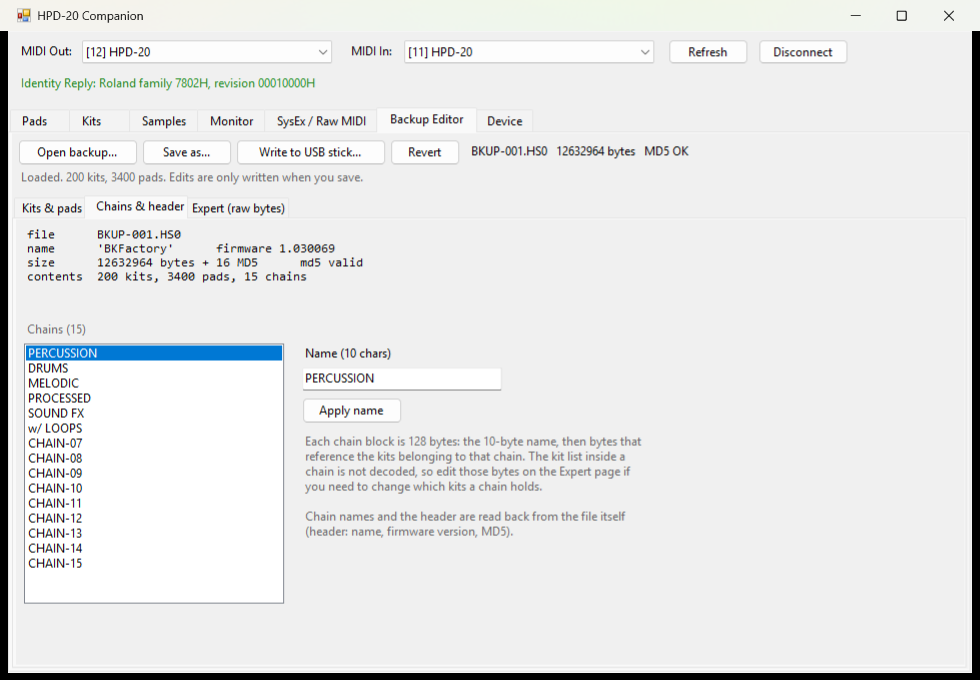 HPD-20 Companion
MIDI Out: [12] HPD-20 MIDI In: [11] HPD-20 Refresh Disconnect
Identity Reply: Roland family 7802H, revision 00010000H
Pads Kits Samples Monitor SysEx / Raw MIDI Backup Editor Device
Open backup... Save as... Write to USB stick... Revert BKUP-001.HS0 12632964 bytes MD5 OK
Loaded. 200 kits, 3400 pads. Edits are only written when you save.
Kits & pads Chains & header Expert (raw bytes)
file BKUP-001.HS0
name 'BKFactory' firmware 1.030069
size 12632964 bytes + 16 MD5 md5 valid
contents 200 kits, 3400 pads, 15 chains
Chains (15)
PERCUSSION
DRUMS
MELODIC
PROCESSED
SOUND FX
w/ LOOPS
CHAIN-07
CHAIN-08
CHAIN-09
CHAIN-10
CHAIN-11
CHAIN-12
CHAIN-13
CHAIN-14
CHAIN-15
Name (10 chars)
PERCUSSION
Apply name
Each chain block is 128 bytes: the 10-byte name, then bytes that
reference the kits belonging to that chain. The kit list inside a
chain is not decoded, so edit those bytes on the Expert page if
you need to change which kits a chain holds.
Chain names and the header are read back from the file itself
(header: name, firmware version, MD5).